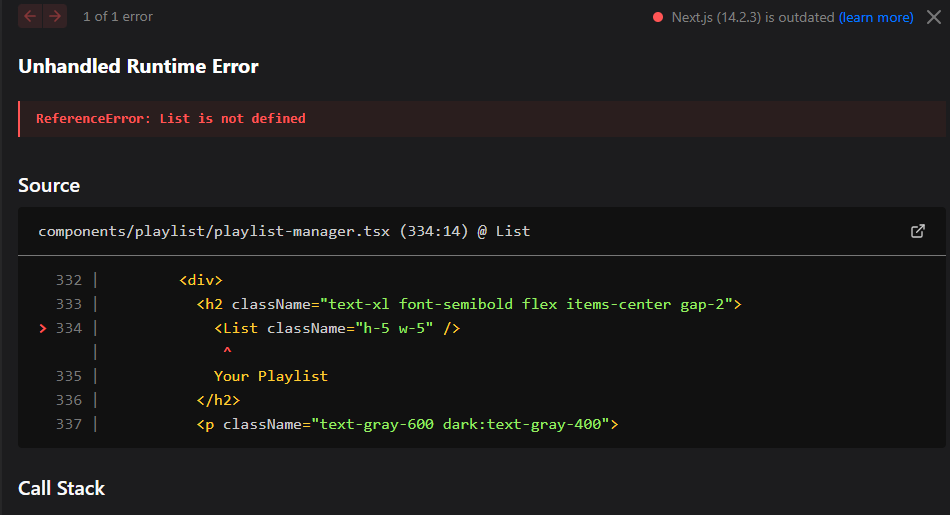 1 of 1 error
Next.js (14.2.3) is outdated (learn more)
Unhandled Runtime Error
ReferenceError: List is not defined
Source
components/playlist/playlist-manager.tsx (334:14) @ List
332 | <div>
333 | <h2 className="text-xl font-semibold flex items-center gap-2">
> 334 | <List className="h-5 w-5" />
| ^
335 | Your Playlist
336 | </h2>
337 | <p className="text-gray-600 dark:text-gray-400">
Call Stack